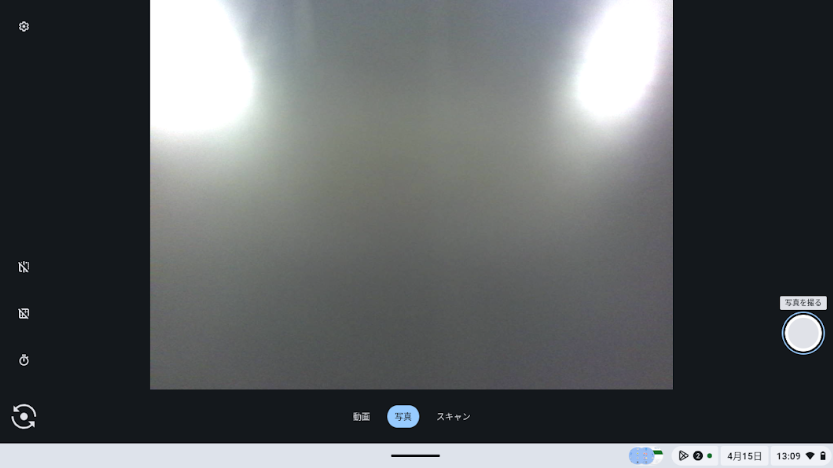 写真を撮る
動画
写真
スキャン
2
4月15日
13:09